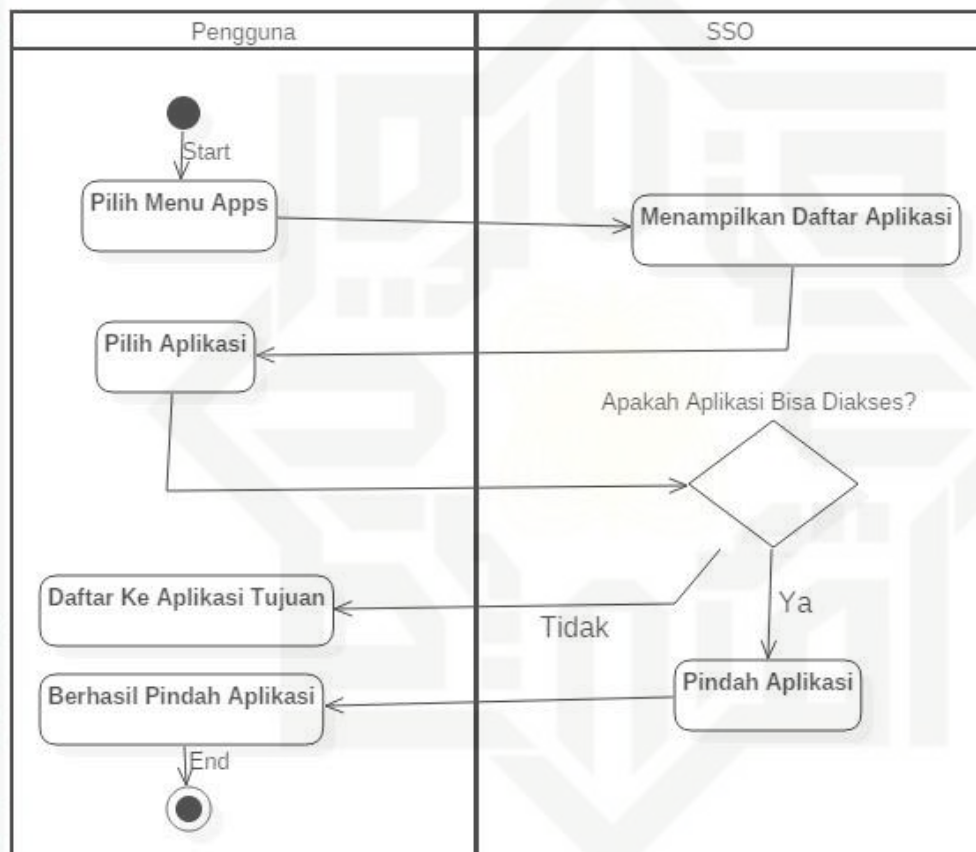 Pengguna
SSO
Start
Pilih Menu Apps
Menampilkan Daftar Aplikasi
Pilih Aplikasi
Apakah Aplikasi Bisa Diakses?
Daftar Ke Aplikasi Tujuan
Tidak
Ya
Berhasil Pindah Aplikasi
Pindah Aplikasi
End